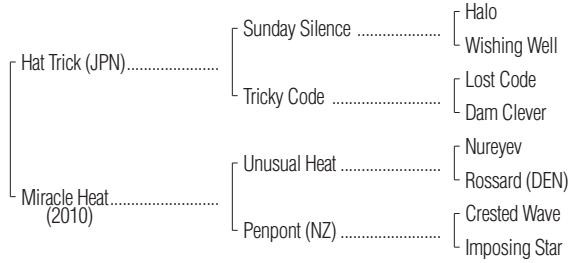 Halo
Sunday Silence ....................
Wishing Well
Hat Trick (JPN)......................
Lost Code
Tricky Code ..........................
Dam Clever
Nureyev
Unusual Heat ........................
Rossard (DEN)
Miracle Heat..........................
(2010)
Crested Wave
Penpont (NZ) ........................
Imposing Star